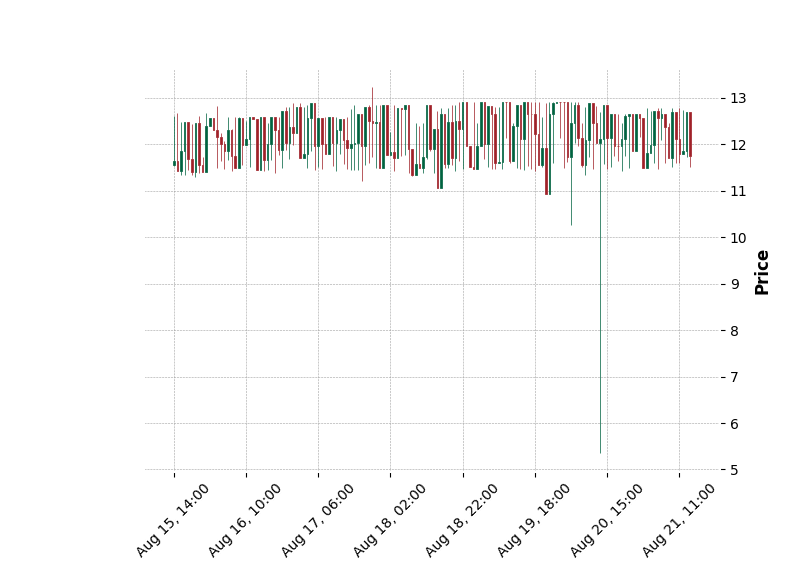 13
12
11
10
9
8
7
6
5
Price
Aug 15, 14:00
Aug 16, 10:00
Aug 17, 06:00
Aug 18, 02:00
Aug 18, 22:00
Aug 19, 18:00
Aug 20, 15:00
Aug 21, 11:00